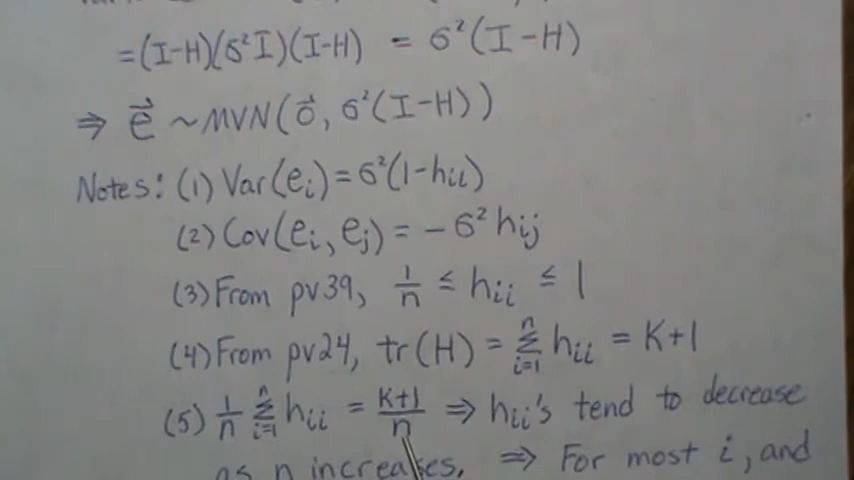 =(I-H)(σ²I)(I-H) = σ²(I-H)
⇒ e⃗ ~MVN(0⃗, σ²(I-H))
Notes: (1) Var(eᵢ)=σ²(1-hᵢᵢ)
(2) Cov(eᵢ, eⱼ) = -σ² hᵢⱼ
(3) From pv39, 1/n ≤ hᵢᵢ ≤ 1
(4) From pv24, tr(H) = Σᵢ₌₁ⁿ hᵢᵢ = K+1
(5) 1/n Σᵢ₌₁ⁿ hᵢᵢ = K+1/n ⇒ hᵢᵢ's tend to decrease
as n increases. ⇒ For most i, and